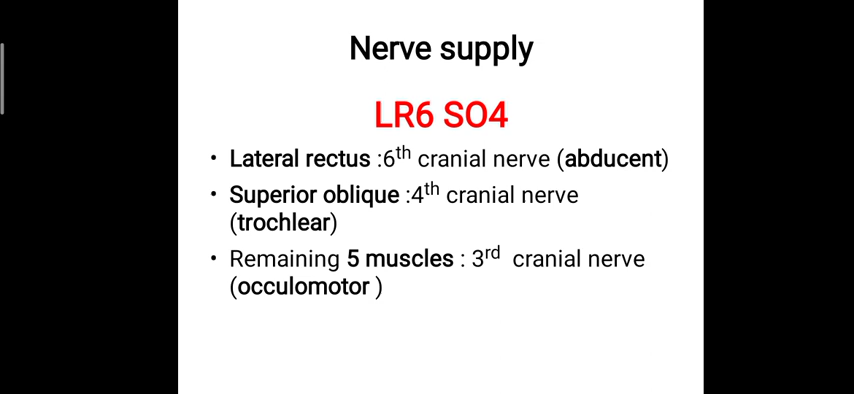 Nerve supply
LR6 SO4
• Lateral rectus :6th cranial nerve (abducent)
• Superior oblique :4th cranial nerve
(trochlear)
• Remaining 5 muscles : 3rd cranial nerve
(occulomotor )